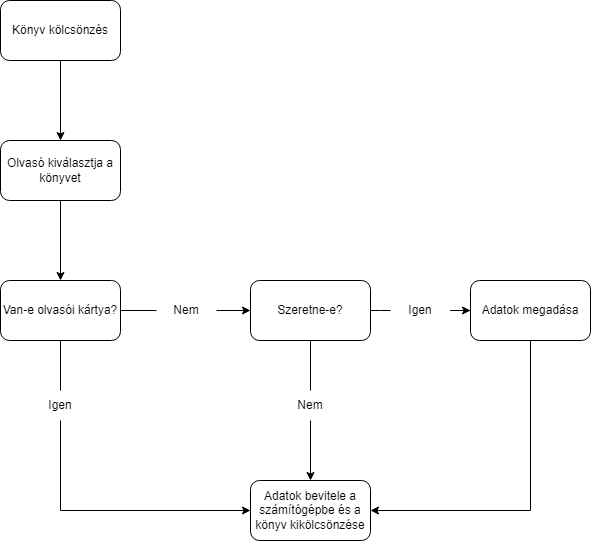 Könyv kölcsönzés
Olvasó kiválasztja a
könyvet
Van-e olvasói kártya?
Nem
Szeretne-e?
Igen
Adatok megadása
Igen
Nem
Adatok bevitele a
számítógépbe és a
könyv kikölcsönzése